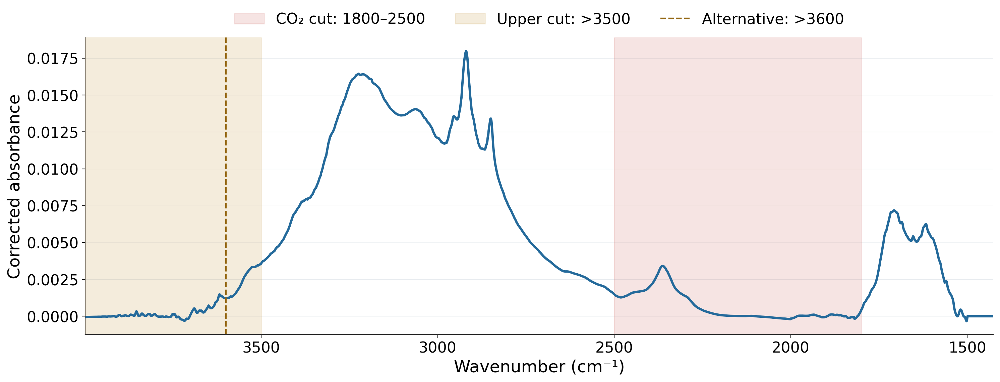 CO₂ cut: 1800–2500
Upper cut: >3500
Alternative: >3600
Corrected absorbance
0.0175
0.0150
0.0125
0.0100
0.0075
0.0050
0.0025
0.0000
3500
3000
2500
2000
1500
Wavenumber (cm⁻¹)